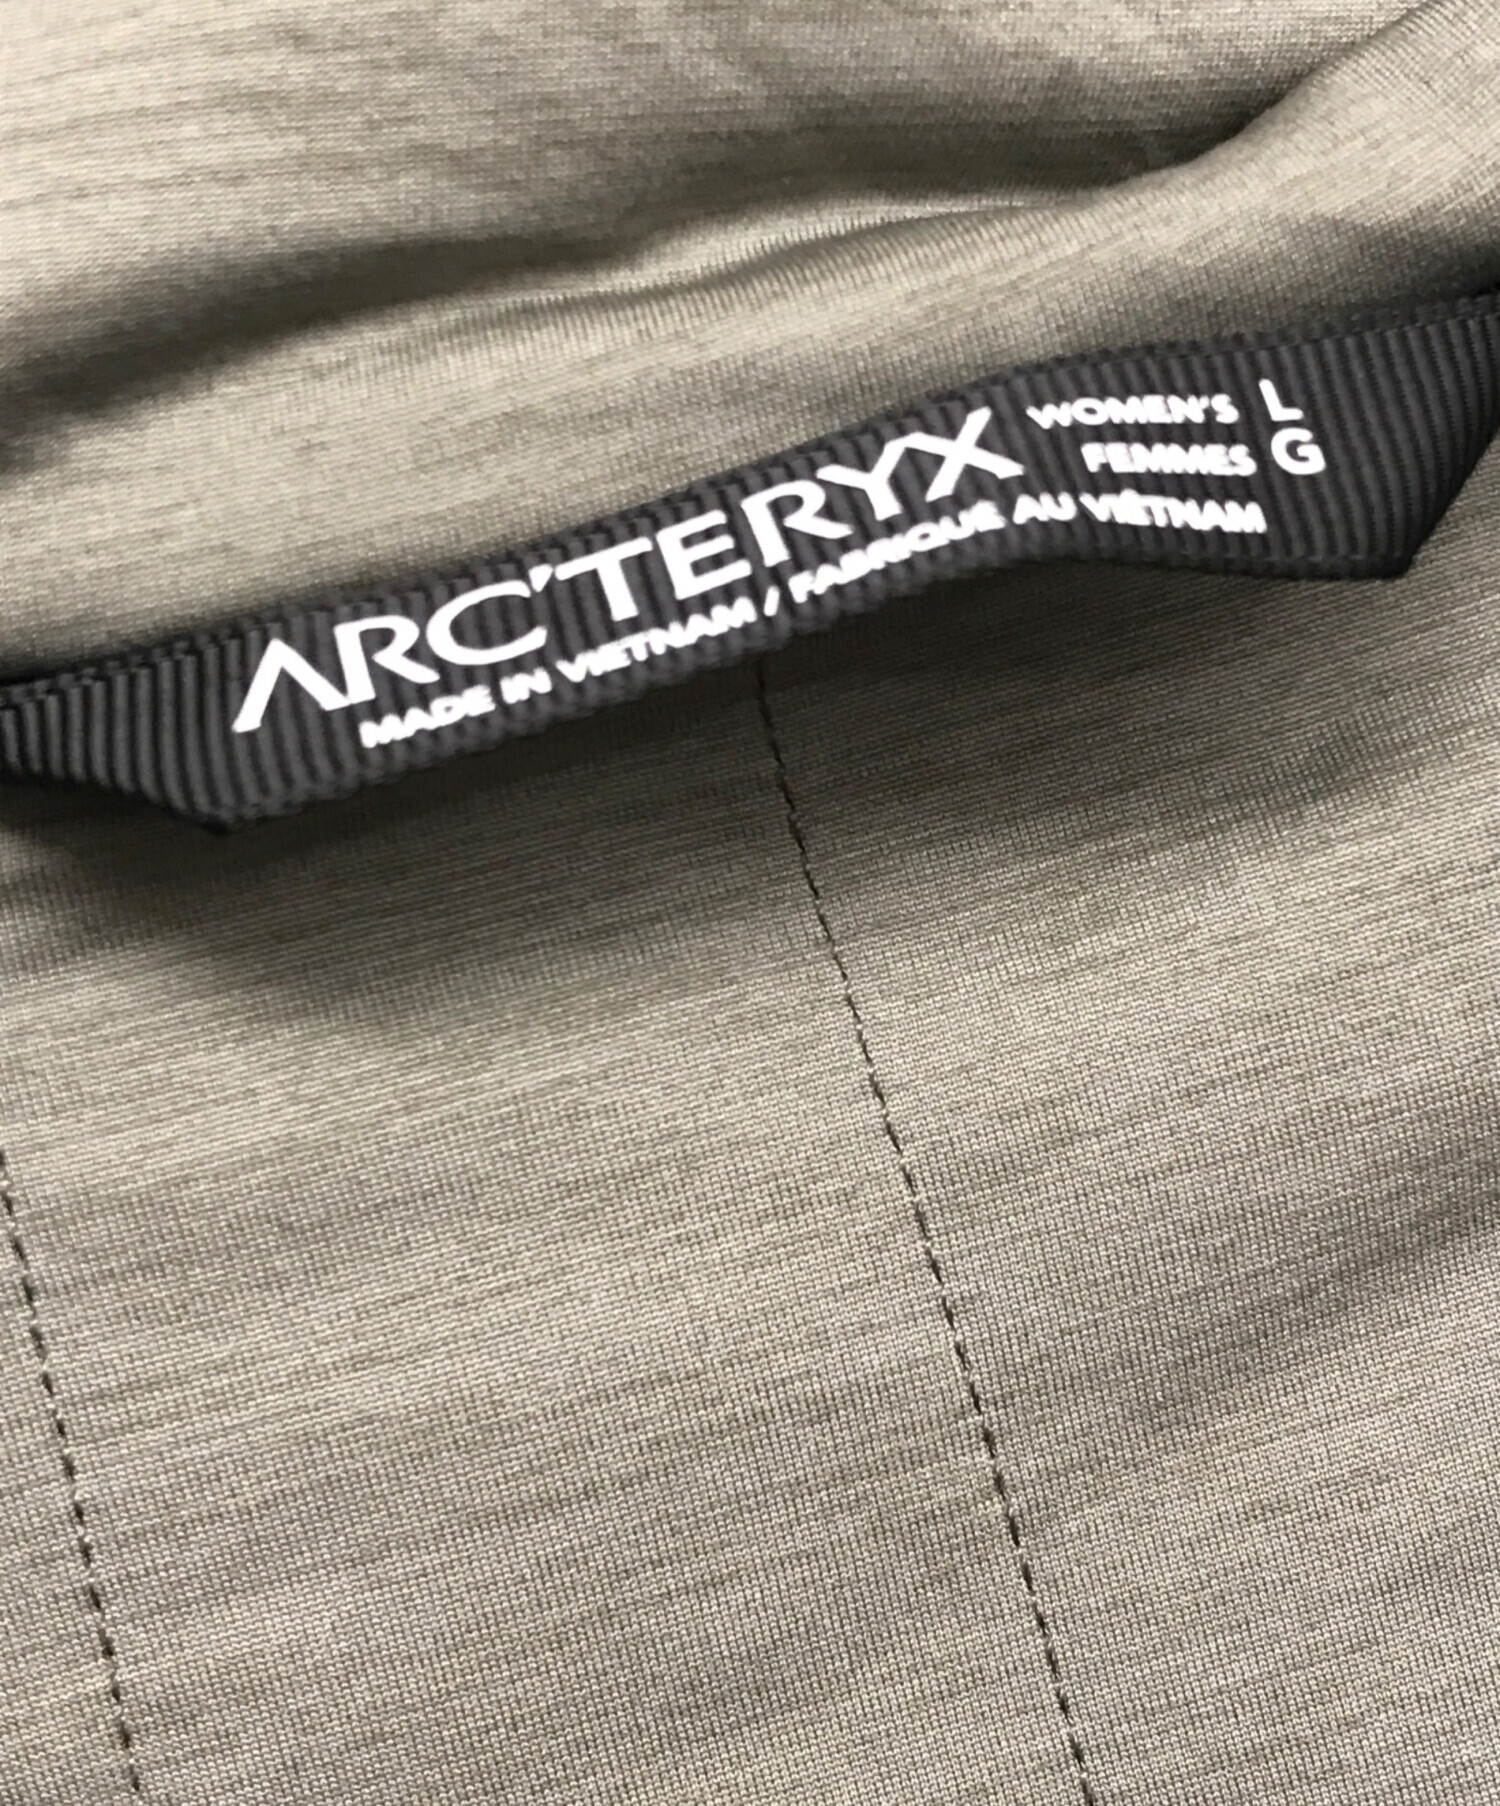 ARC'TERYX
WOMEN'S L
FEMMES G
MADE IN VIETNAM / FABRIQUÉ AU VIÊTNAM